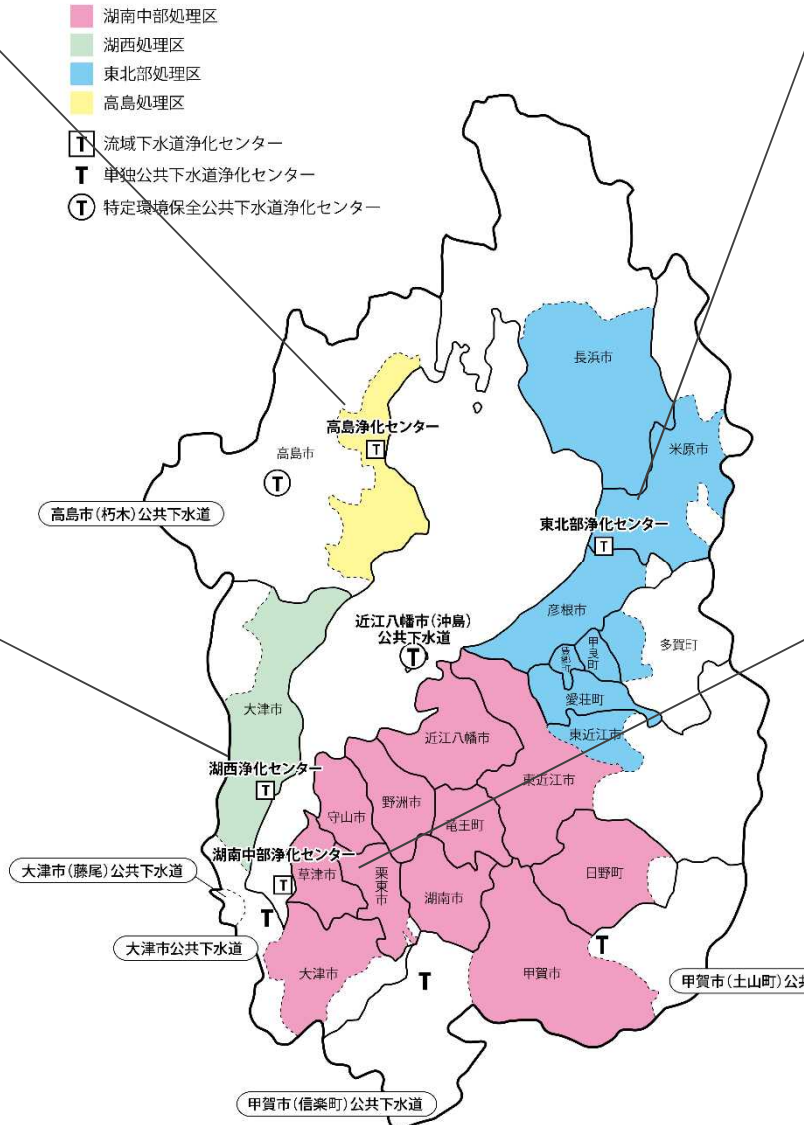 湖南中部処理区
湖西処理区
東北部処理区
高島処理区
T 流域下水道浄化センター
T 単独公共下水道浄化センター
T 特定環境保全公共下水道浄化センター
長浜市
米原市
高島浄化センター
T
高島市
T
高島市(朽木)公共下水道
東北部浄化センター
T
彦根市
近江八幡市(沖島)
公共下水道
T
多賀町
甲良町
豊郷町
愛荘町
東近江市
大津市
近江八幡市
東近江市
湖西浄化センター
T
守山市
野洲市
竜王町
湖南中部浄化センター
T
草津市
栗東市
湖南市
日野町
大津市(藤尾)公共下水道
T
大津市公共下水道
大津市
T
甲賀市
T
甲賀市(土山町)公共
甲賀市(信楽町)公共下水道